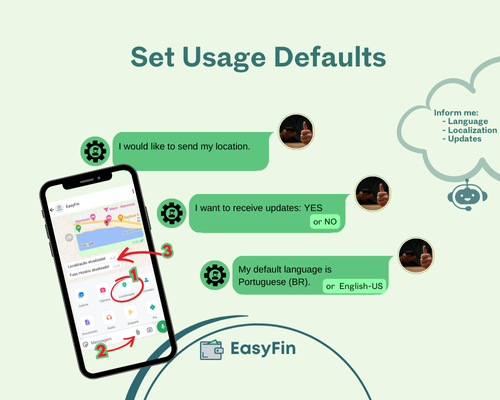 Set Usage Defaults
Inform me:
- Language
- Localization
- Updates
I would like to send my location.
I want to receive updates: YES
or NO
My default language is
Portuguese (BR).
or English-US
EasyFin
Localização atualizada!
Fuso Horário atualizado!
3
1
2
Mensagem
EasyFin